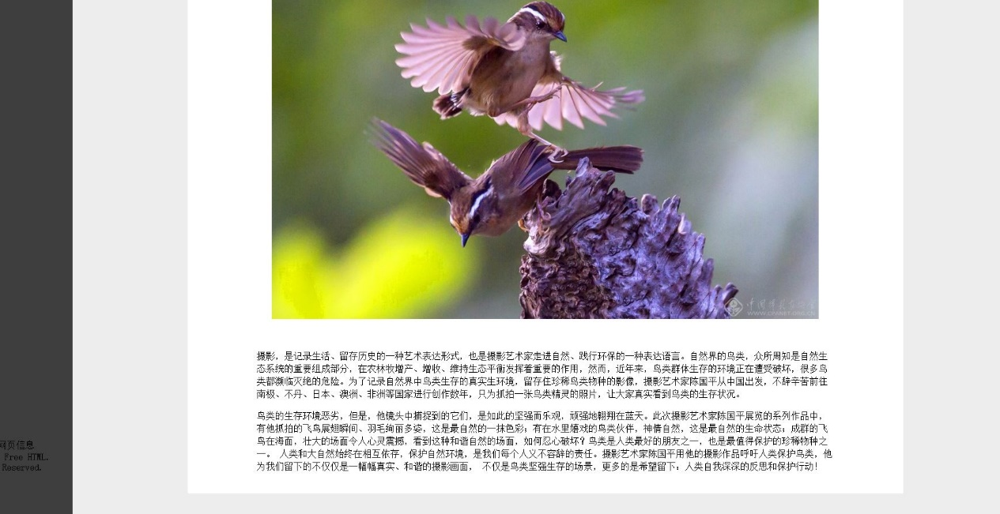 WWW.CPANET.ORG.CN
摄影，是记录生活、留存历史的一种艺术表达形式，也是摄影艺术家走进自然、践行环保的一种表达语言。自然界的鸟类，众所周知是自然生
态系统的重要组成部分，在农林牧增产、增收、维持生态平衡发挥着重要的作用，然而，近年来，鸟类群体生存的环境正在遭受破坏，很多鸟
类都濒临灭绝的危险。为了记录自然界中鸟类生存的真实生环境，留存住珍稀鸟类物种的影像，摄影艺术家陈国平从中国出发，不辞辛苦前往
南极、不丹、日本、澳洲、非洲等国家进行创作数年，只为抓拍一张鸟类精灵的照片，让大家真实看到鸟类的生存状况。
鸟类的生存环境恶劣，但是，他镜头中捕捉到的它们，是如此的坚强而乐观，顽强地翱翔在蓝天。此次摄影艺术家陈国平展览的系列作品中，
有他抓拍的飞鸟展翅瞬间、羽毛绚丽多姿，这是最自然的一抹色彩；有在水里嬉戏的鸟类伙伴，神情自然，这是最自然的生命状态；成群的飞
鸟在海面，壮大的场面令人心灵震撼，看到这种和谐自然的场面，如何忍心破坏？鸟类是人类最好的朋友之一，也是最值得保护的珍稀物种之
一。 人类和大自然始终在相互依存，保护自然环境，是我们每个人义不容辞的责任。摄影艺术家陈国平用他的摄影作品呼吁人类保护鸟类，他
为我们留下的不仅仅是一幅幅真实、和谐的摄影画面， 不仅是鸟类坚强生存的场景，更多的是希望留下：人类自我深深的反思和保护行动！
网页信息
Free HTML.
Reserved.